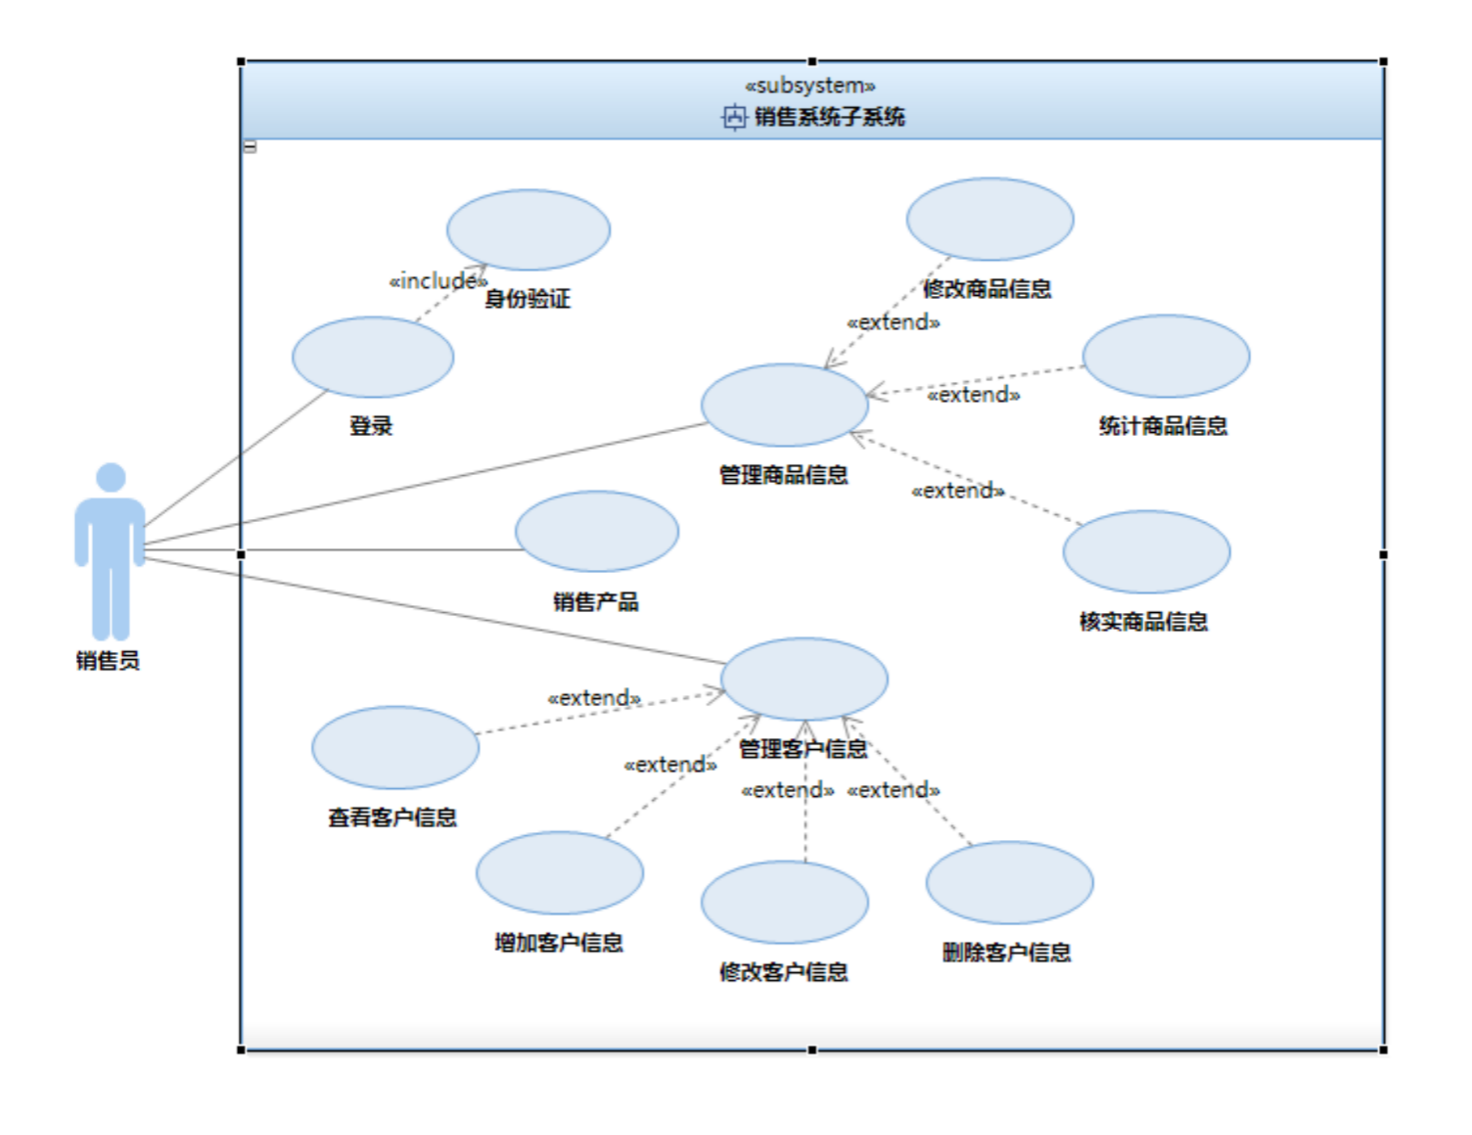 «subsystem»
销售系统子系统
«include»
身份验证
修改商品信息
«extend»
登录
«extend»
统计商品信息
管理商品信息
«extend»
销售产品
核实商品信息
销售员
«extend»
管理客户信息
«extend»
«extend»
«extend»
查看客户信息
增加客户信息
修改客户信息
删除客户信息